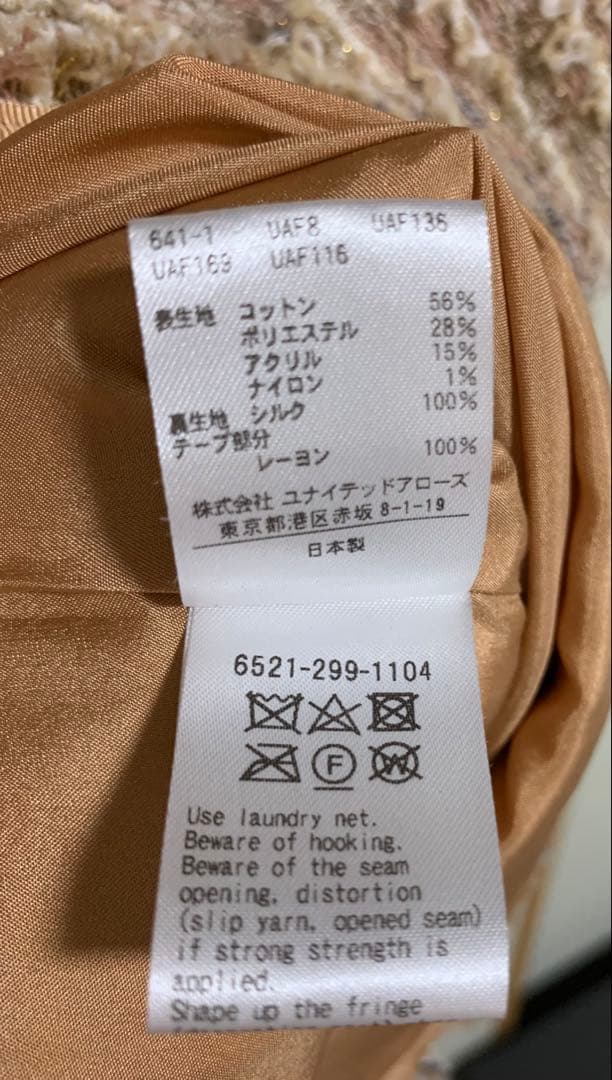 641-1 UAF8 UAF136
UAF163 UAF116
表生地 コットン 56%
ポリエステル 28%
アクリル 15%
ナイロン 1%
裏生地 シルク 100%
テープ部分
レーヨン 100%
株式会社 ユナイテッドアローズ
東京都港区赤坂 8-1-19
日本製
6521-299-1104
F
W
Use laundry net.
Beware of hooking.
Beware of the seam
opening, distortion
(slip yarn, opened seam)
if strong strength is
applied.
Shape up the fringe